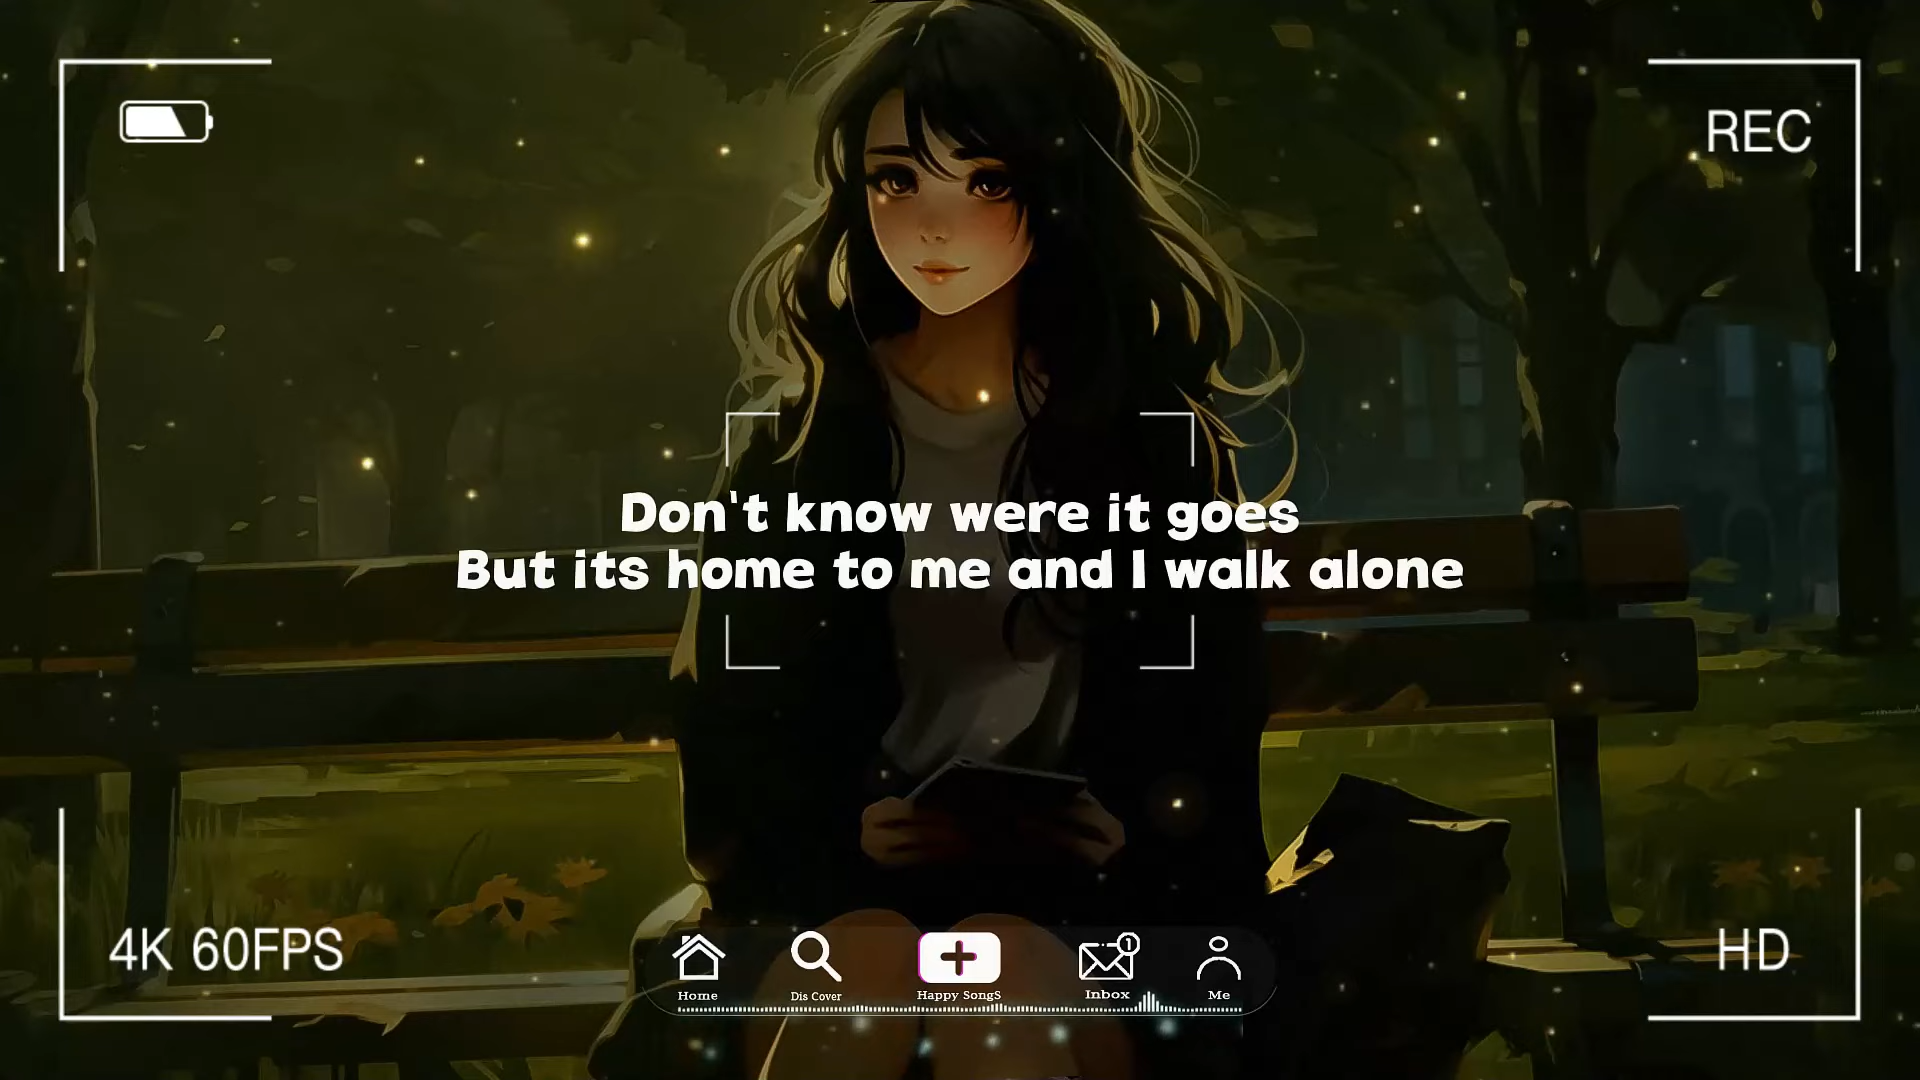 REC
Don't know were it goes
But its home to me and I walk alone
4K 60FPS
HD
1
Home
Dis Cover
Happy SongS
Inbox
Me